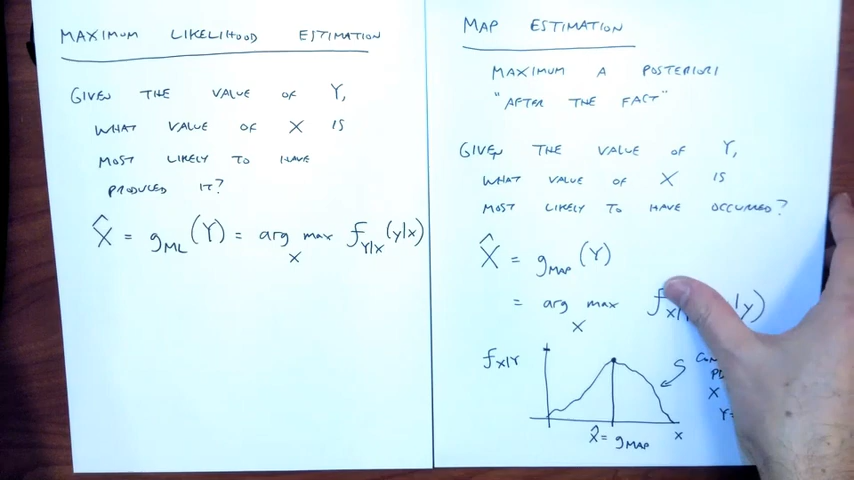 MAXIMUM LIKELIHOOD ESTIMATION
GIVEN THE VALUE OF Y,
WHAT VALUE OF X IS
MOST LIKELY TO HAVE
PRODUCED IT?
X̂ = g_ML (Y) = arg max_X f_Y|X (y|x)
MAP ESTIMATION
MAXIMUM A POSTERIORI
"AFTER THE FACT"
GIVEN THE VALUE OF Y,
WHAT VALUE OF X IS
MOST LIKELY TO HAVE OCCURRED?
X̂ = g_MAP (Y)
= arg max_X f_X| |y)
f_X|Y
X
Y=
X̂ = g_MAP
x